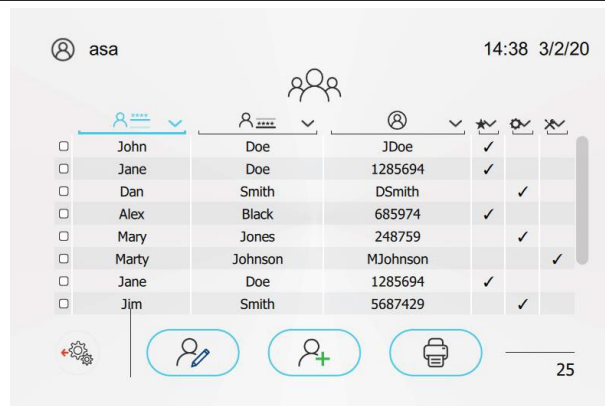 asa 14:38 3/2/20
John Doe JDoe ✓
Jane Doe 1285694 ✓
Dan Smith DSmith ✓
Alex Black 685974 ✓
Mary Jones 248759 ✓
Marty Johnson MJohnson ✓
Jane Doe 1285694 ✓
Jim Smith 5687429 ✓
25